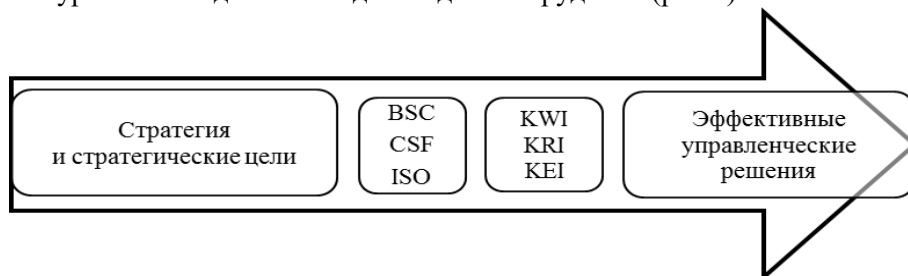 Стратегия
и стратегические цели
BSC
CSF
ISO
KWI
KRI
KEI
Эффективные
управленческие
решения